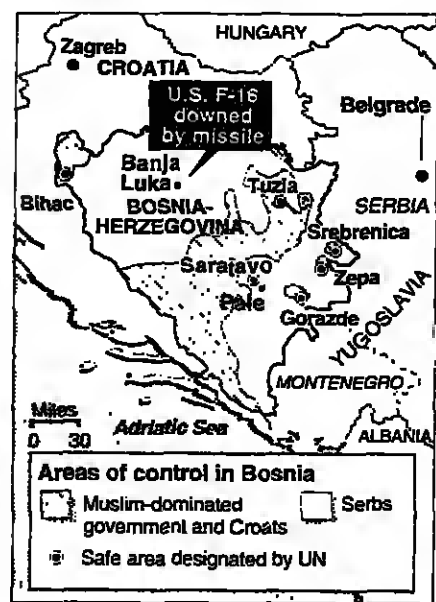 HUNGARY
Zagreb
CROATIA
U.S. F-16
downed
by missile
Belgrade
Banja
Luka
Tuzla
Bihac
BOSNIA-
HERZEGOVINA
SERBIA
Srebrenica
Sarajavo
Zepa
Pale
Gorazde
YUGOSLAVIA
MONTENEGRO
Miles
0 30
Adriatic Sea
ALBANIA
Areas of control in Bosnia
Muslim-dominated
government and Croats
Serbs
Safe area designated by UN